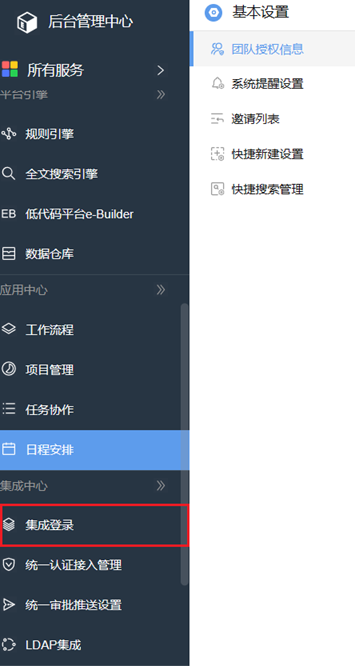 后台管理中心
所有服务
平台引擎
规则引擎
全文搜索引擎
EB 低代码平台e-Builder
数据仓库
应用中心
工作流程
项目管理
任务协作
日程安排
集成中心
集成登录
统一认证接入管理
统一审批推送设置
LDAP集成
基本设置
团队授权信息
系统提醒设置
邀请列表
快捷新建设置
快捷搜索管理